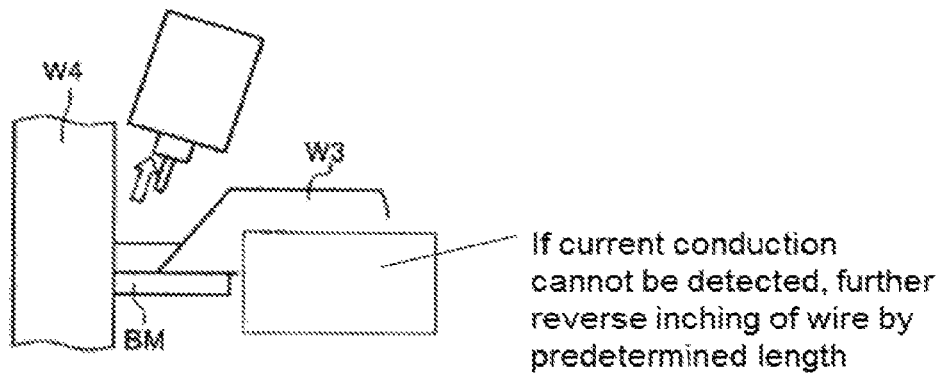 W4
W3
BM
If current conduction
cannot be detected, further
reverse inching of wire by
predetermined length